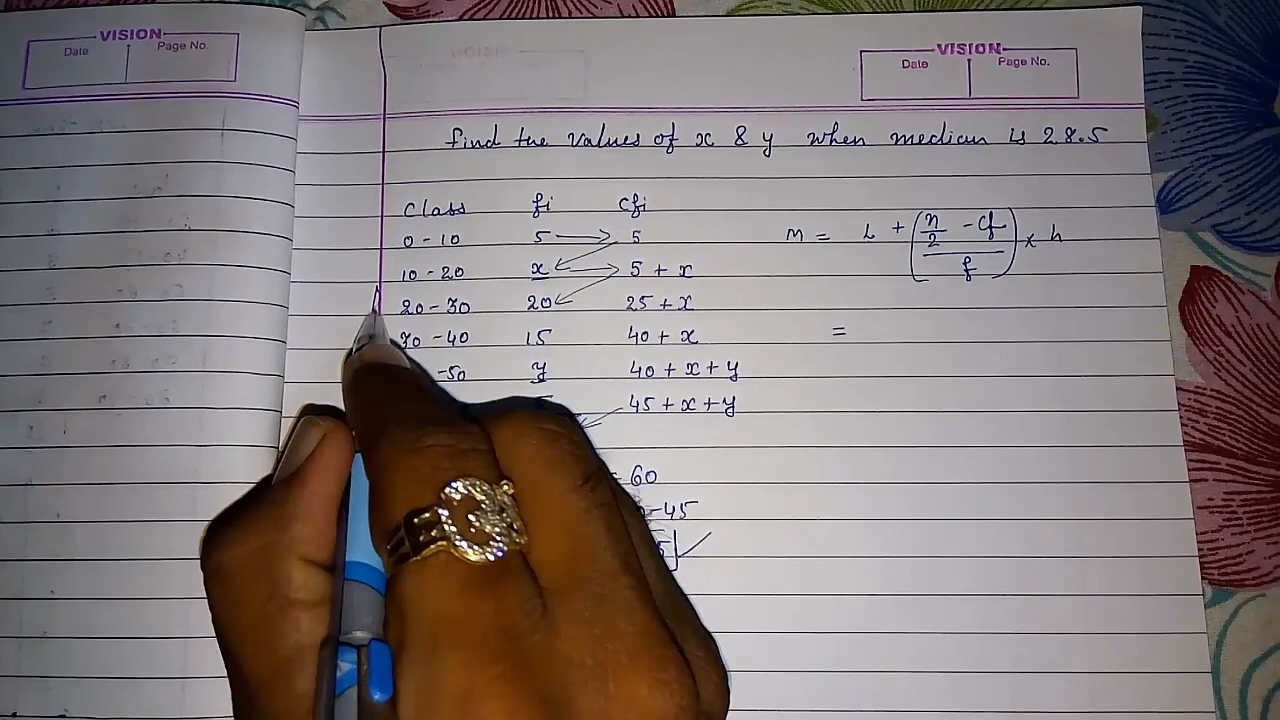 VISION
Date Page No.
VISION
Date Page No.
find the values of x & y when median is 28.5
Class fi cfi
0-10 5 5
10-20 x 5 + x
20-30 20 25 + x
30-40 15 40 + x
-50 y 40 + x + y
45 + x + y
60
-45
5
M = L + (n/2 - cf / f) × h
=